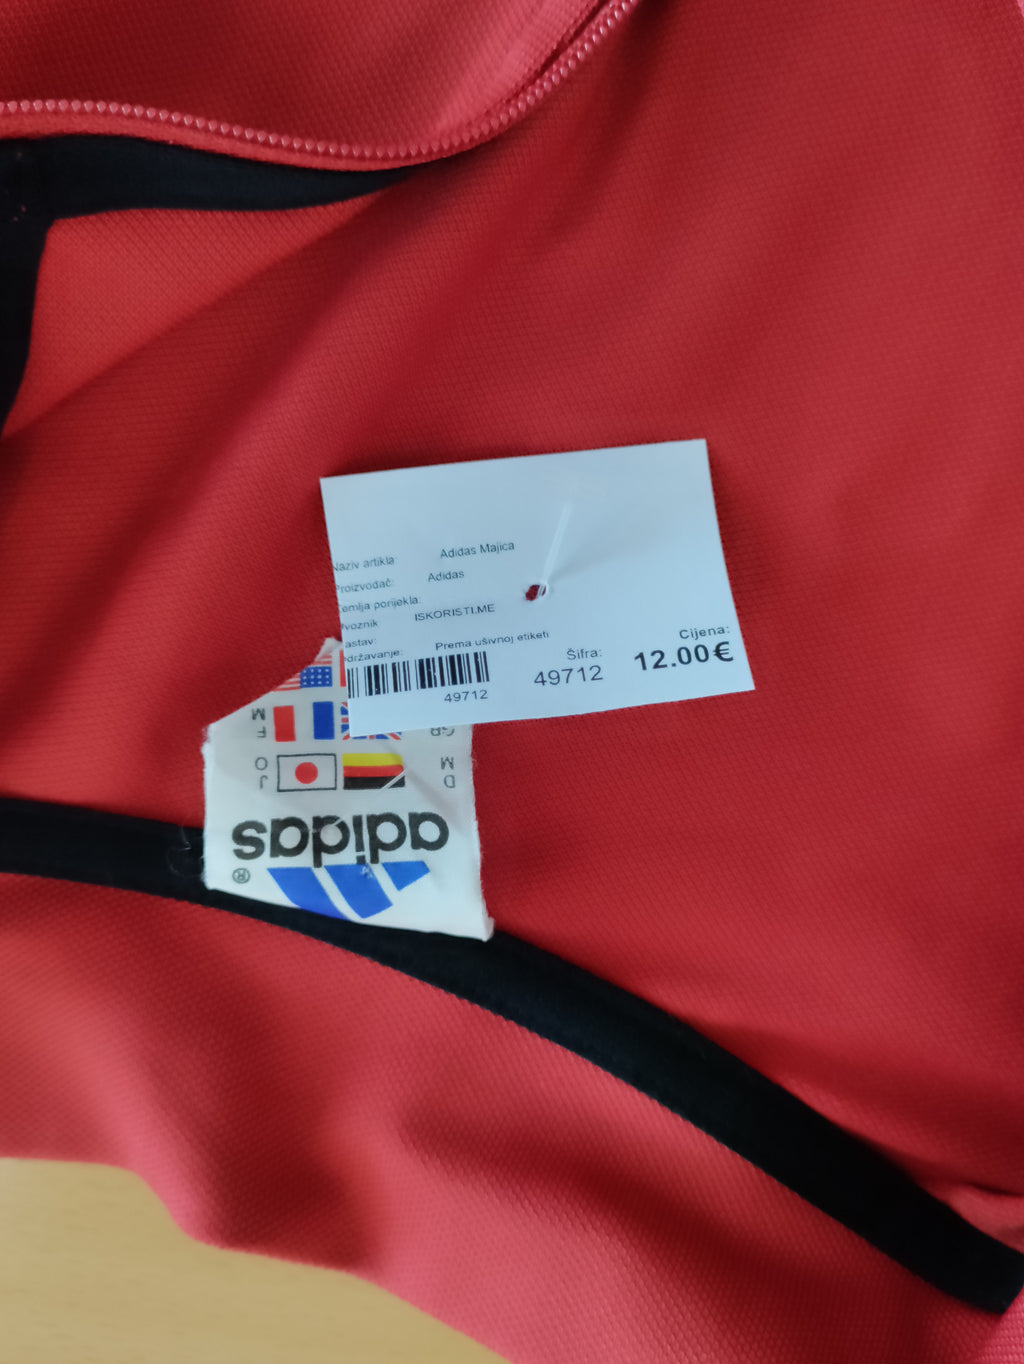 Naziv artikla: Adidas Majica
Proizvođač: Adidas
Zemlja porijekla:
Uvoznik ISKORISTI.ME
Sastav:
Održavanje: Prema ušivnoj etiketi
49712
Šifra:
49712
Cijena:
12.00€
F M
GB
J O
D M
adidas
®